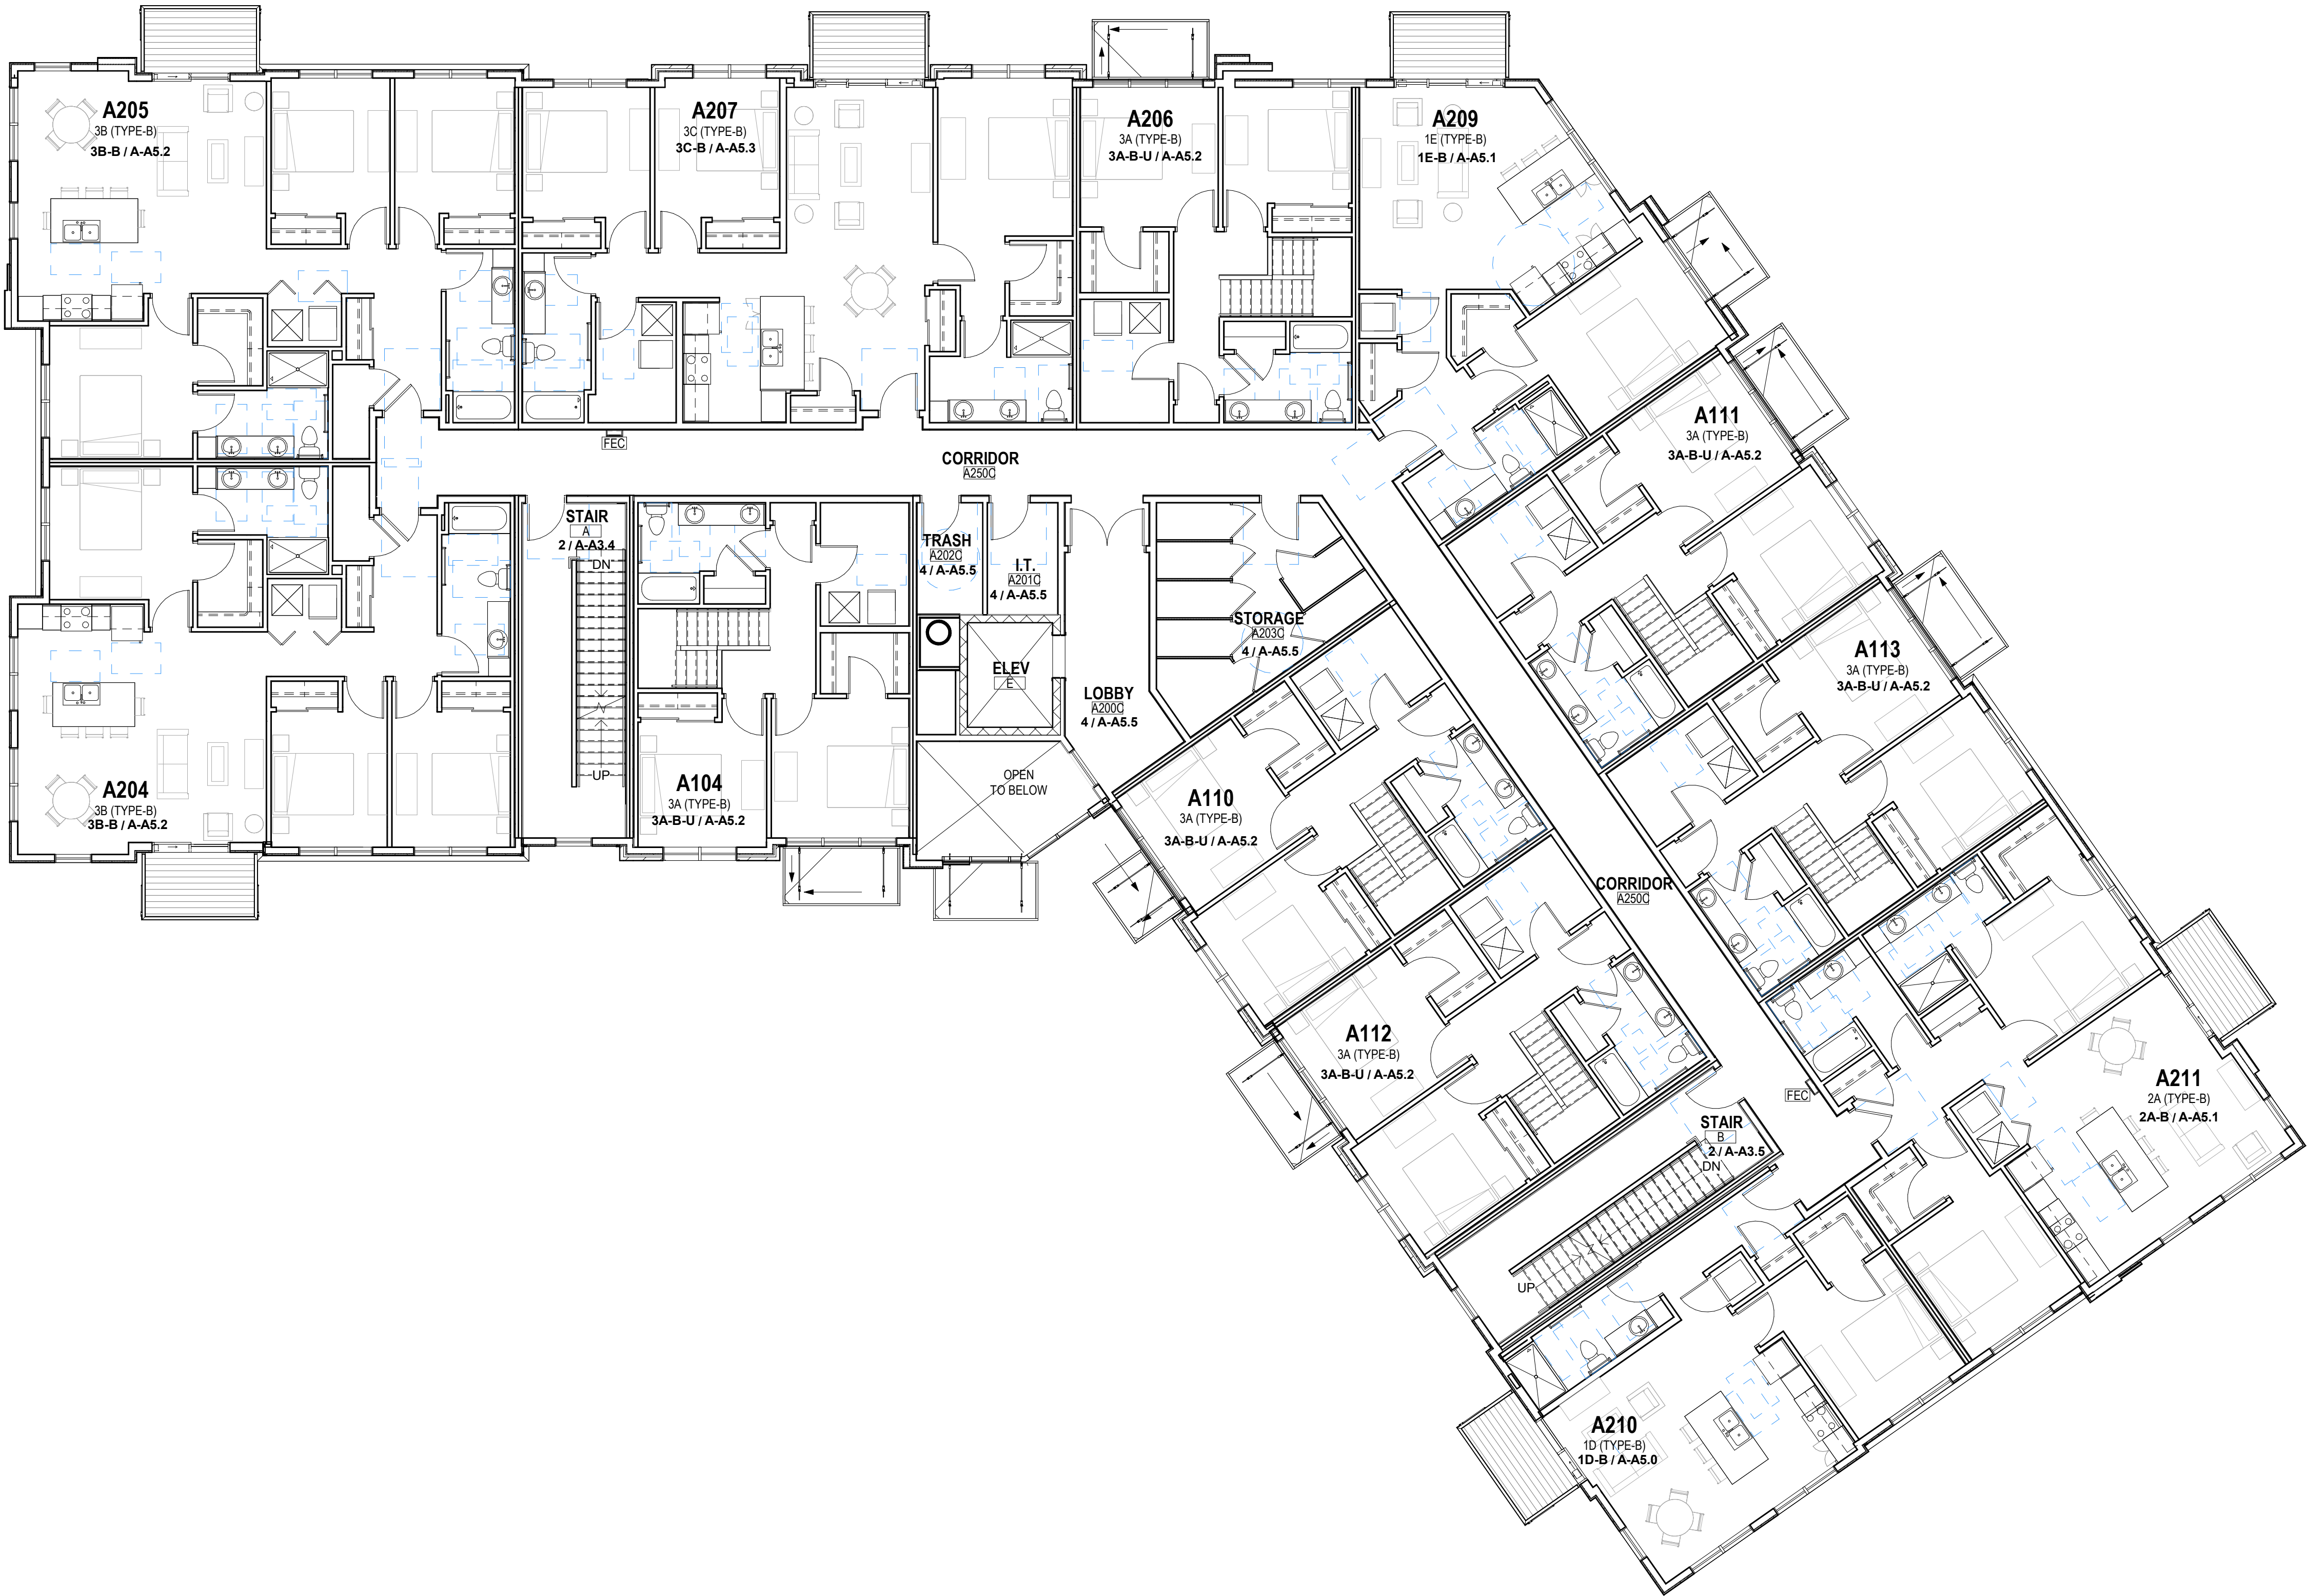 A205
3B (TYPE-B)
3B-B / A-A5.2
A207
3C (TYPE-B)
3C-B / A-A5.3
A206
3A (TYPE-B)
3A-B-U / A-A5.2
A209
1E (TYPE-B)
1E-B / A-A5.1
A111
3A (TYPE-B)
3A-B-U / A-A5.2
FEC
CORRIDOR
A250C
STAIR
A
2 / A-A3.4
DN
UP
TRASH
A202C
4 / A-A5.5
I.T.
A201C
4 / A-A5.5
STORAGE
A203C
4 / A-A5.5
ELEV
E
LOBBY
A200C
4 / A-A5.5
A113
3A (TYPE-B)
3A-B-U / A-A5.2
A204
3B (TYPE-B)
3B-B / A-A5.2
A104
3A (TYPE-B)
3A-B-U / A-A5.2
OPEN
TO BELOW
A110
3A (TYPE-B)
3A-B-U / A-A5.2
CORRIDOR
A250C
A112
3A (TYPE-B)
3A-B-U / A-A5.2
FEC
A211
2A (TYPE-B)
2A-B / A-A5.1
STAIR
B
2 / A-A3.5
DN
UP
A210
1D (TYPE-B)
1D-B / A-A5.0